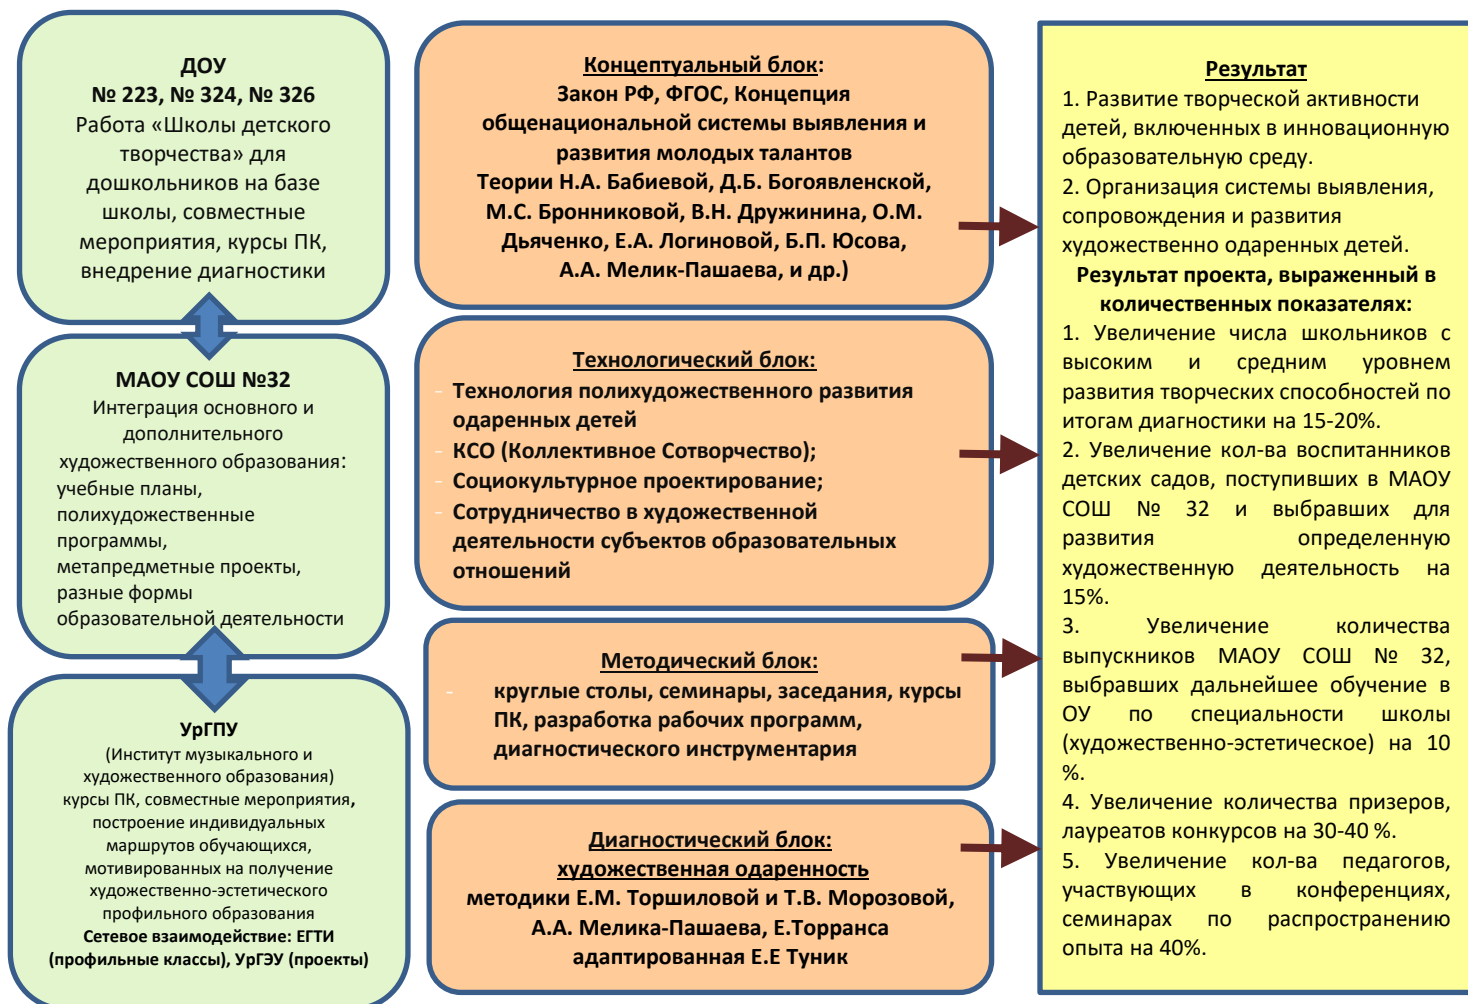 ДОУ
№ 223, № 324, № 326
Работа «Школы детского
творчества» для
дошкольников на базе
школы, совместные
мероприятия, курсы ПК,
внедрение диагностики
МАОУ СОШ №32
Интеграция основного и
дополнительного
художественного образования:
учебные планы,
полихудожественные
программы,
метапредметные проекты,
разные формы
образовательной деятельности
УрГПУ
(Институт музыкального и
художественного образования)
курсы ПК, совместные мероприятия,
построение индивидуальных
маршрутов обучающихся,
мотивированных на получение
художественно-эстетического
профильного образования
Сетевое взаимодействие: ЕГТИ
(профильные классы), УрГЭУ (проекты)
Концептуальный блок:
Закон РФ, ФГОС, Концепция
общенациональной системы выявления и
развития молодых талантов
Теории Н.А. Бабиевой, Д.Б. Богоявленской,
М.С. Бронниковой, В.Н. Дружинина, О.М.
Дьяченко, Е.А. Логиновой, Б.П. Юсова,
А.А. Мелик-Пашаева, и др.)
Технологический блок:
- Технология полихудожественного развития
одаренных детей
- КСО (Коллективное Сотворчество);
- Социокультурное проектирование;
- Сотрудничество в художественной
деятельности субъектов образовательных
отношений
Методический блок:
- круглые столы, семинары, заседания, курсы
ПК, разработка рабочих программ,
диагностического инструментария
Диагностический блок:
художественная одаренность
методики Е.М. Торшиловой и Т.В. Морозовой,
А.А. Мелика-Пашаева, Е.Торранса
адаптированная Е.Е Туник
Результат
1. Развитие творческой активности
детей, включенных в инновационную
образовательную среду.
2. Организация системы выявления,
сопровождения и развития
художественно одаренных детей.
Результат проекта, выраженный в
количественных показателях:
1. Увеличение числа школьников с
высоким и средним уровнем
развития творческих способностей по
итогам диагностики на 15-20%.
2. Увеличение кол-ва воспитанников
детских садов, поступивших в МАОУ
СОШ № 32 и выбравших для
развития определенную
художественную деятельность на
15%.
3. Увеличение количества
выпускников МАОУ СОШ № 32,
выбравших дальнейшее обучение в
ОУ по специальности школы
(художественно-эстетическое) на 10
%.
4. Увеличение количества призеров,
лауреатов конкурсов на 30-40 %.
5. Увеличение кол-ва педагогов,
участвующих в конференциях,
семинарах по распространению
опыта на 40%.